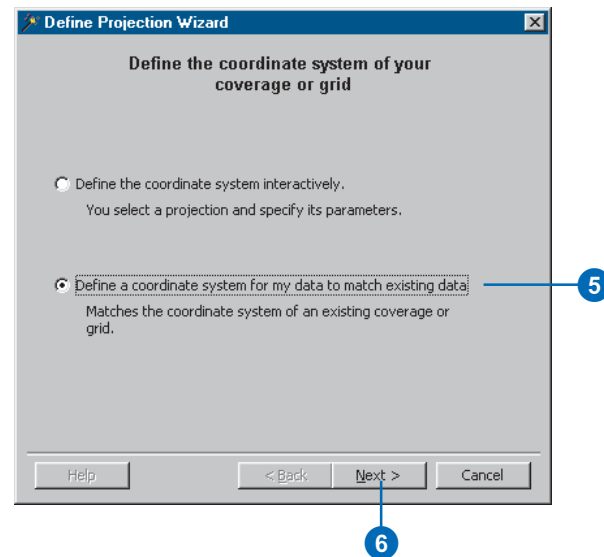 Define Projection Wizard
Define the coordinate system of your
coverage or grid
Define the coordinate system interactively.
You select a projection and specify its parameters.
Define a coordinate system for my data to match existing data
5
Matches the coordinate system of an existing coverage or
grid.
Help
< Back
Next >
Cancel
6